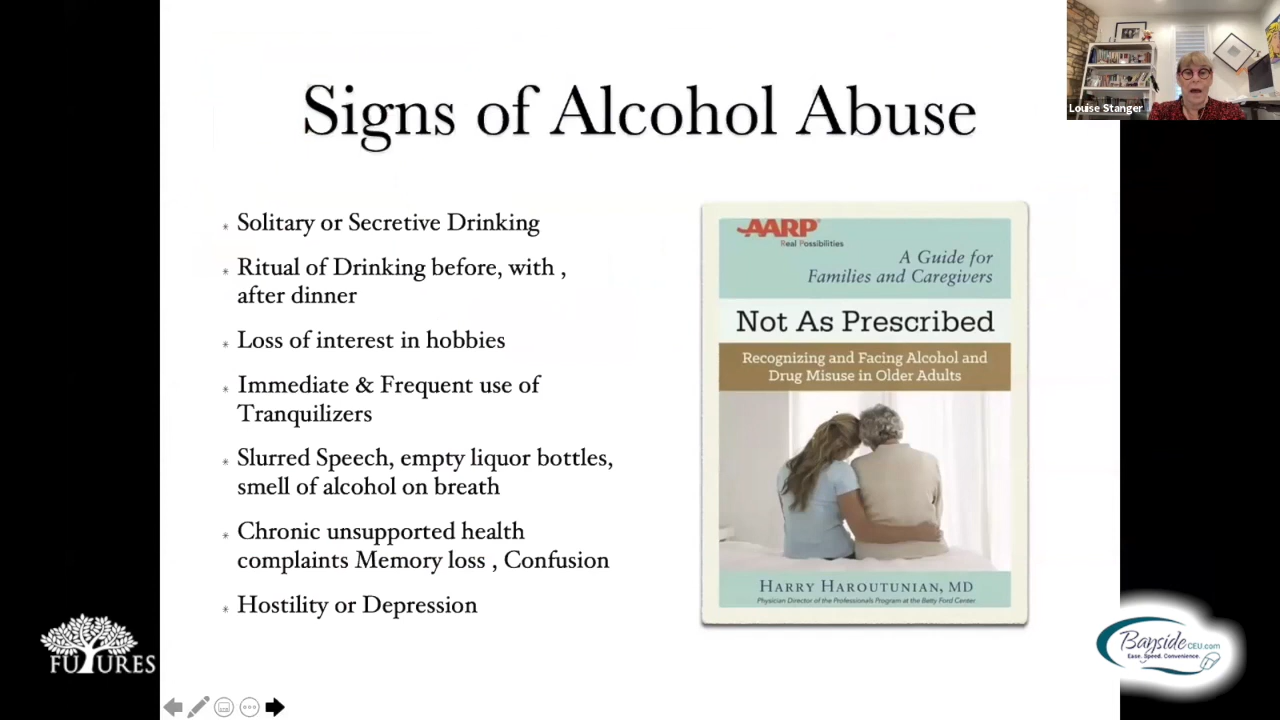 Signs of Alcohol Abuse
Louise Stanger
* Solitary or Secretive Drinking
* Ritual of Drinking before, with ,
after dinner
* Loss of interest in hobbies
* Immediate & Frequent use of
Tranquilizers
* Slurred Speech, empty liquor bottles,
smell of alcohol on breath
* Chronic unsupported health
complaints Memory loss , Confusion
* Hostility or Depression
AARP
Real Possibilities
A Guide for
Families and Caregivers
Not As Prescribed
Recognizing and Facing Alcohol and
Drug Misuse in Older Adults
HARRY HAROUTUNIAN, MD
Physician Director of the Professionals Program at the Betty Ford Center
FUTURES
BaysideCEU.com
Ease. Speed. Convenience.